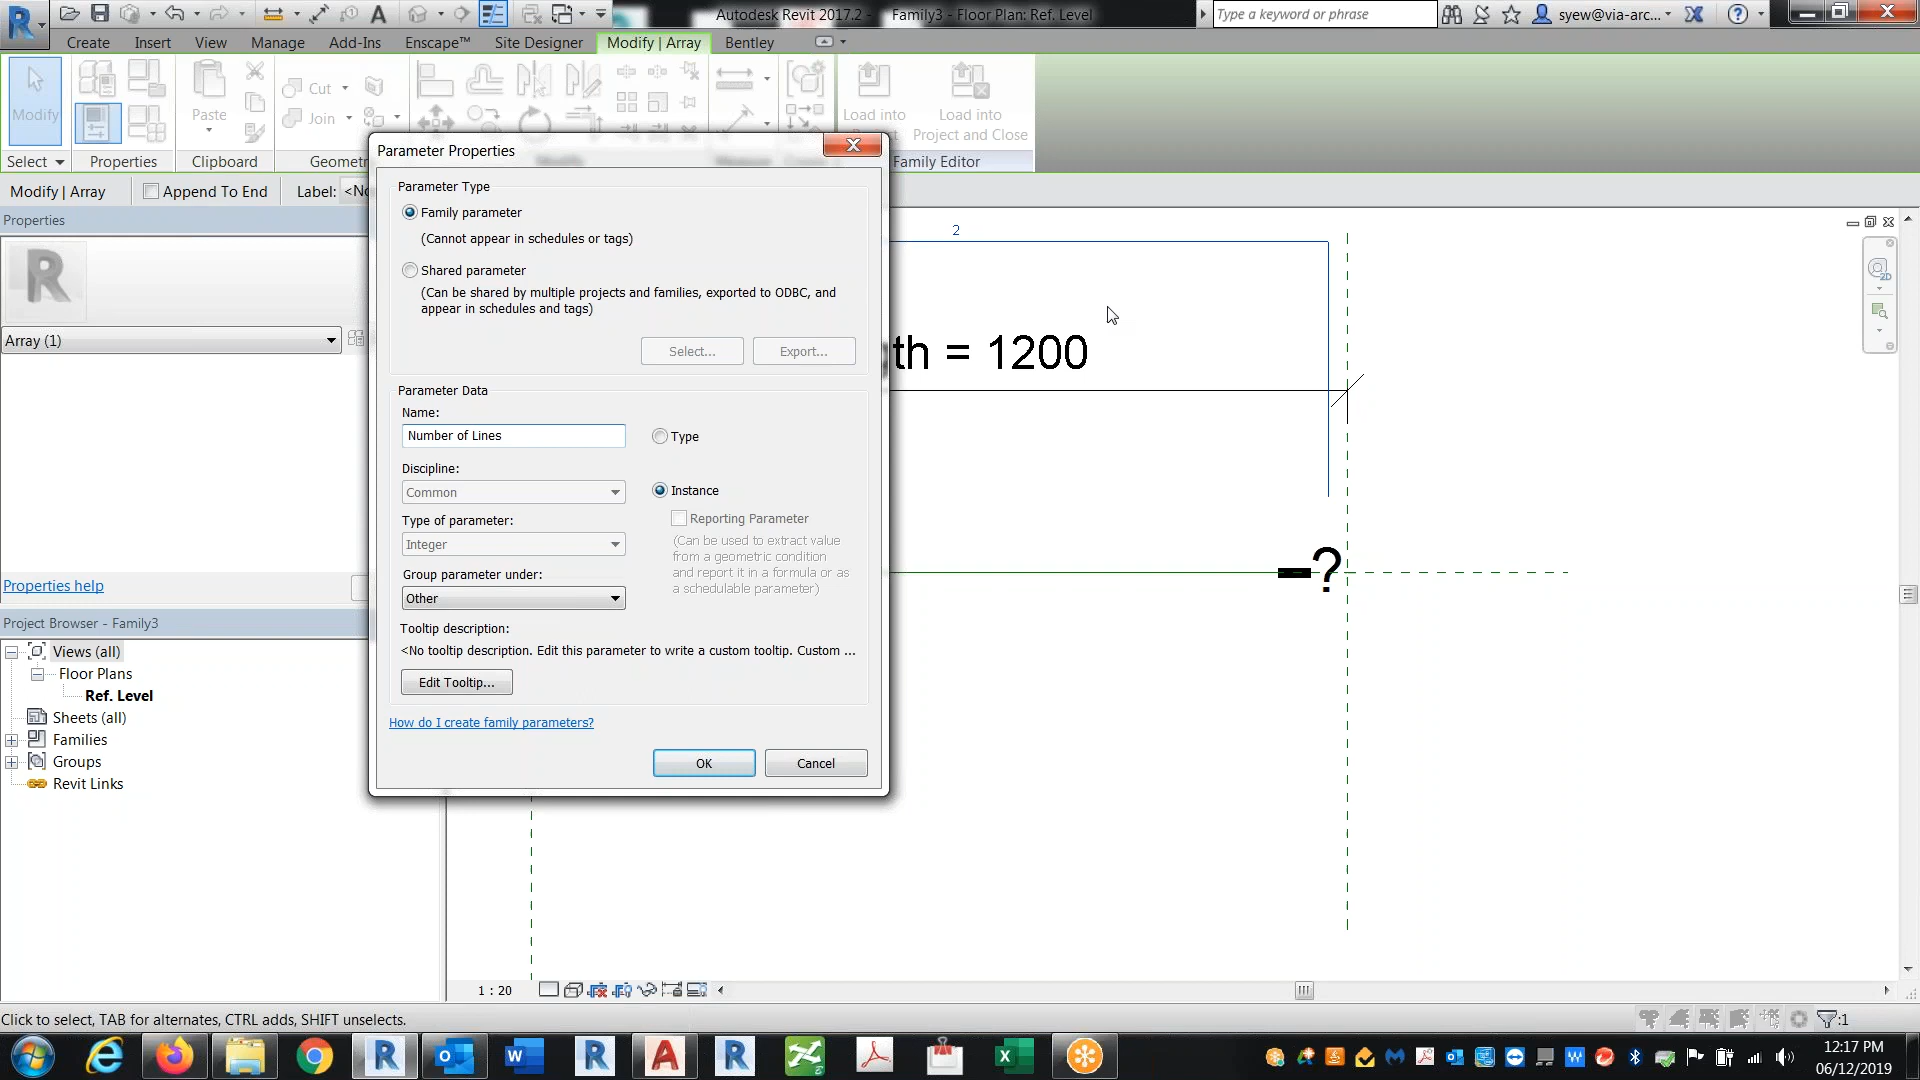 Autodesk Revit 2017.2 - Family3 - Floor Plan: Ref. Level
Type a keyword or phrase
syew@via-arc...
Create Insert View Manage Add-Ins Enscape™ Site Designer Modify | Array Bentley
Modify
Paste
Cut
Join
Load into
Load into
Project and Close
Select
Properties
Clipboard
Family Editor
Modify | Array
Append To End
Label:
Properties
Array (1)
Properties help
Project Browser - Family3
Views (all)
Floor Plans
Ref. Level
Sheets (all)
Families
Groups
Revit Links
Parameter Properties
Parameter Type
Family parameter
(Cannot appear in schedules or tags)
Shared parameter
(Can be shared by multiple projects and families, exported to ODBC, and
appear in schedules and tags)
Select...
Export...
Parameter Data
Name:
Number of Lines
Type
Discipline:
Common
Instance
Type of parameter:
Reporting Parameter
Integer
(Can be used to extract value
from a geometric condition
and report it in a formula or as
a schedulable parameter)
Group parameter under:
Other
Tooltip description:
<No tooltip description. Edit this parameter to write a custom tooltip. Custom ...
Edit Tooltip...
How do I create family parameters?
OK
Cancel
2
th = 1200
?
1 : 20
Click to select, TAB for alternates, CTRL adds, SHIFT unselects.
:1
12:17 PM
06/12/2019